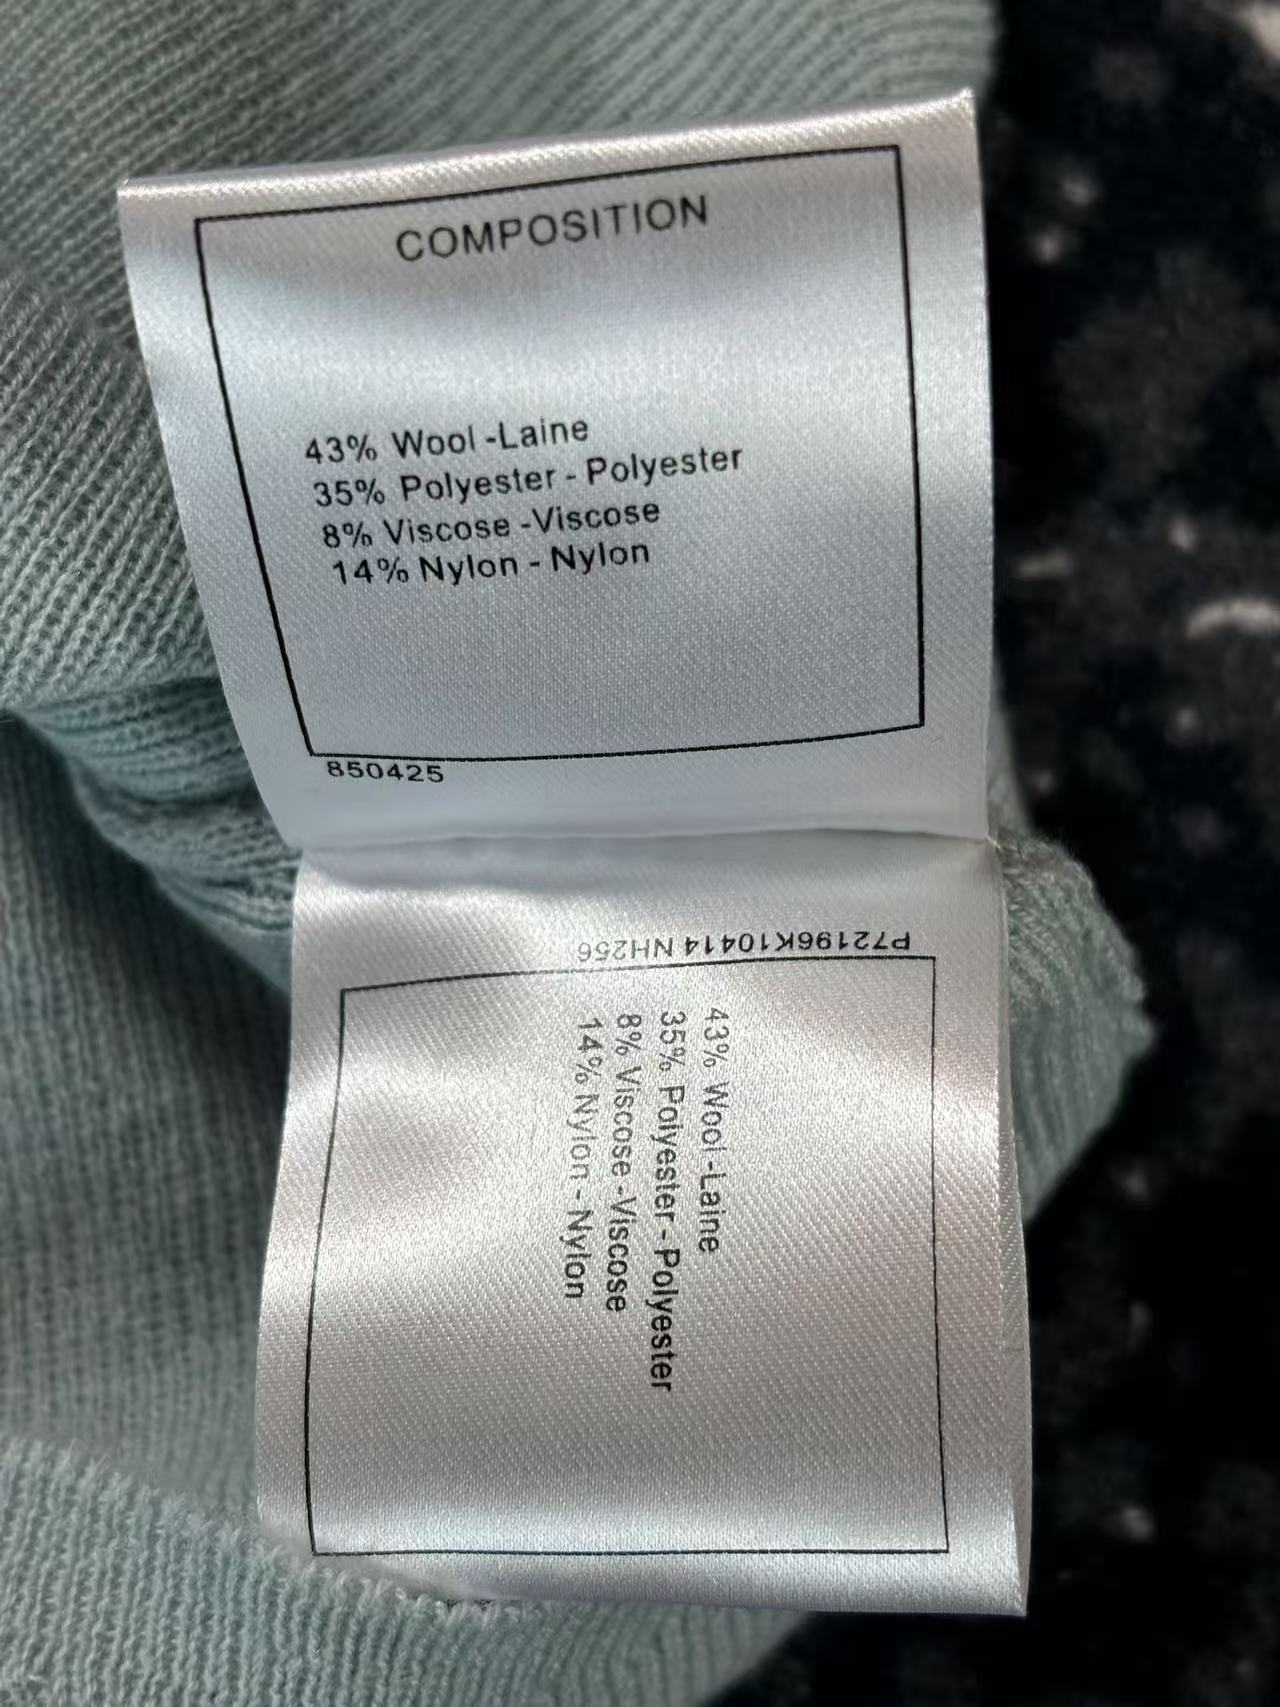 COMPOSITION
43% Wool -Laine
35% Polyester - Polyester
8% Viscose -Viscose
14% Nylon - Nylon
850425
P72196K10414 NH256
43% Wool -Laine
35% Polyester - Polyester
8% Viscose -Viscose
14% Nylon - Nylon